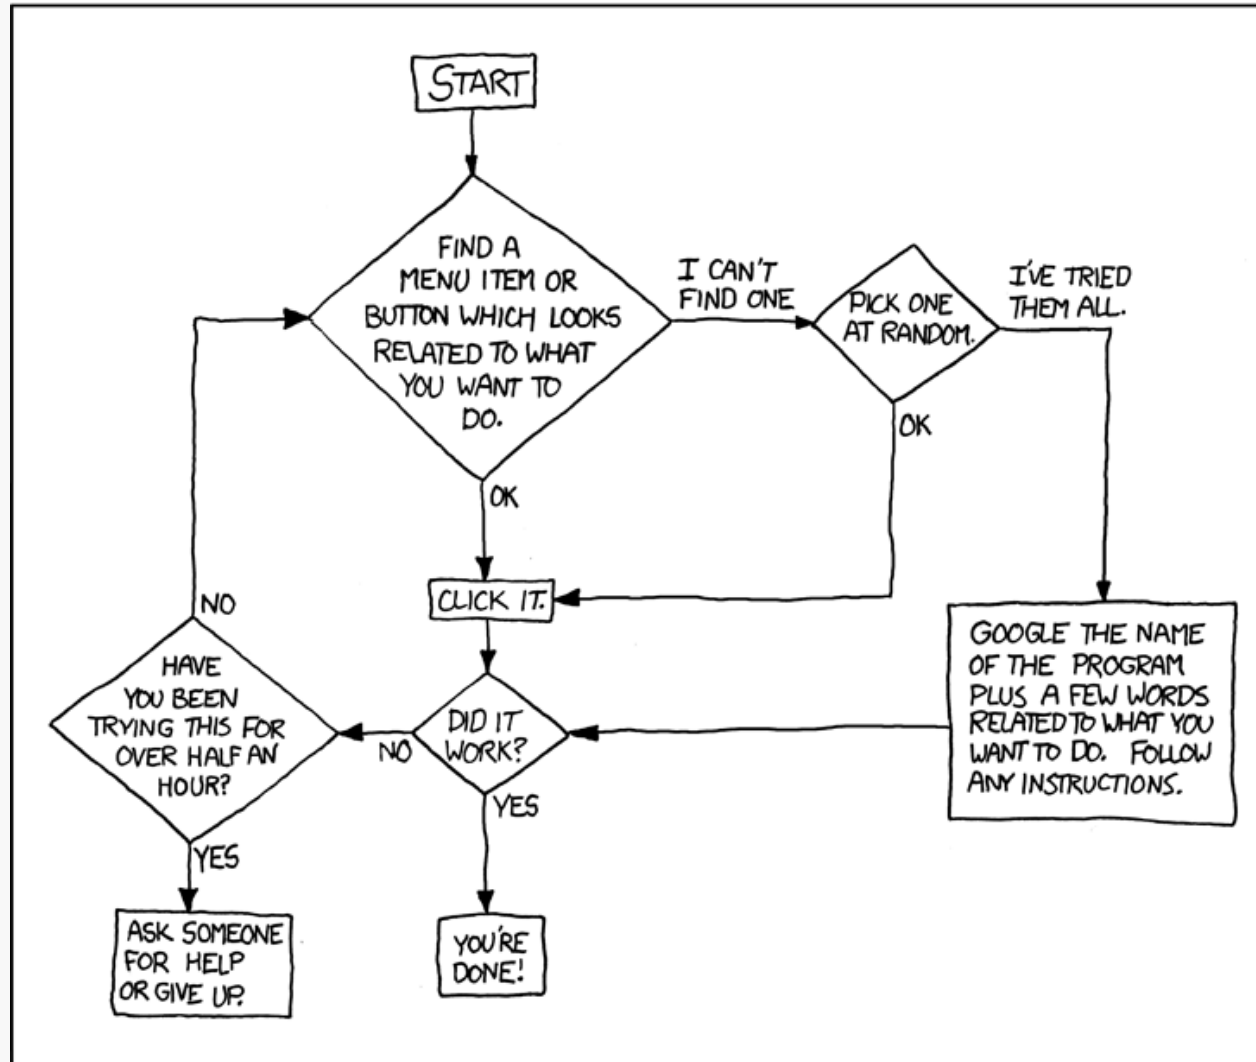 START
FIND A
MENU ITEM OR
BUTTON WHICH LOOKS
RELATED TO WHAT
YOU WANT TO
DO.
I CAN'T
FIND ONE
PICK ONE
AT RANDOM.
I'VE TRIED
THEM ALL.
OK
OK
CLICK IT.
NO
HAVE
YOU BEEN
TRYING THIS FOR
OVER HALF AN
HOUR?
NO
DID IT
WORK?
GOOGLE THE NAME
OF THE PROGRAM
PLUS A FEW WORDS
RELATED TO WHAT YOU
WANT TO DO. FOLLOW
ANY INSTRUCTIONS.
YES
YES
ASK SOMEONE
FOR HELP
OR GIVE UP.
YOU'RE
DONE!